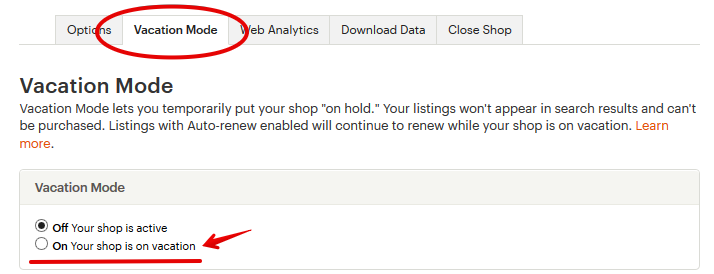 Options Vacation Mode Web Analytics Download Data Close Shop
Vacation Mode
Vacation Mode lets you temporarily put your shop "on hold." Your listings won't appear in search results and can't
be purchased. Listings with Auto-renew enabled will continue to renew while your shop is on vacation. Learn
more.
Vacation Mode
Off Your shop is active
On Your shop is on vacation